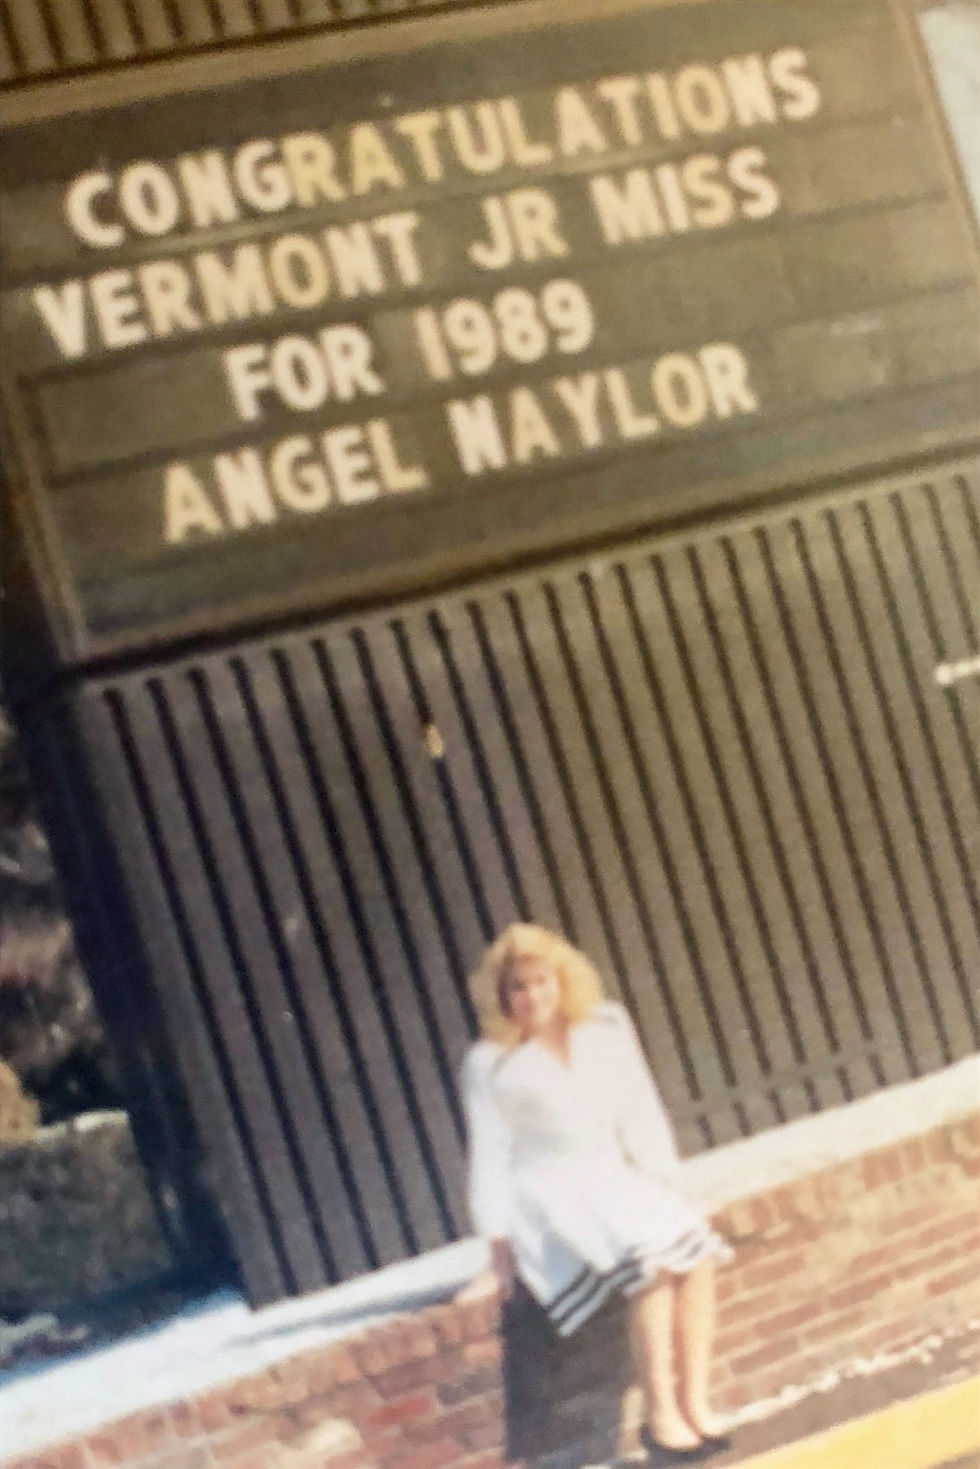 CONGRATULATIONS
VERMONT JR MISS
FOR 1989
ANGEL NAYLOR